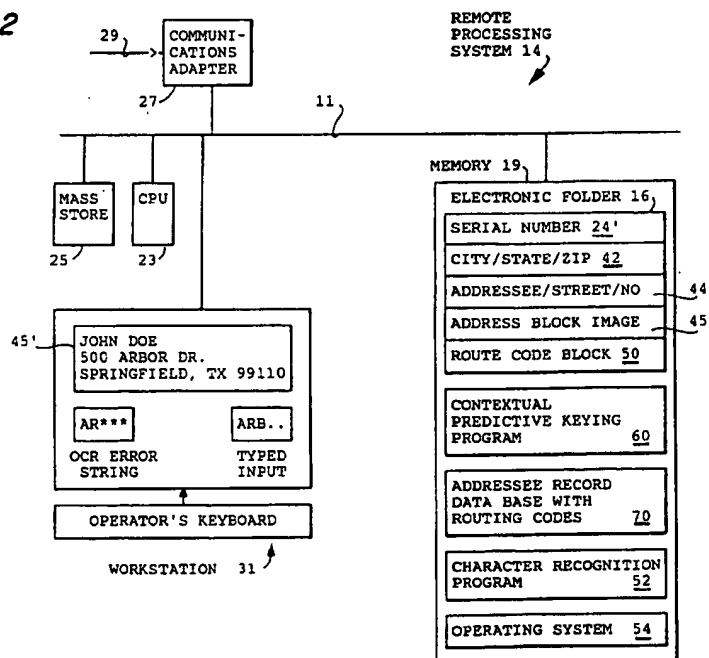 2
29
COMMUNI-
CATIONS
ADAPTER
27
REMOTE
PROCESSING
SYSTEM 14
11
MASS
STORE
25
CPU
23
MEMORY 19
ELECTRONIC FOLDER 16
SERIAL NUMBER 24'
CITY/STATE/ZIP 42
ADDRESSEE/STREET/NO
44
ADDRESS BLOCK IMAGE
45
ROUTE CODE BLOCK 50
CONTEXTUAL
PREDICTIVE KEYING
PROGRAM 60
ADDRESSEE RECORD
DATA BASE WITH
ROUTING CODES 70
CHARACTER RECOGNITION
PROGRAM 52
OPERATING SYSTEM 54
45'
JOHN DOE
500 ARBOR DR.
SPRINGFIELD, TX 99110
AR***
OCR ERROR
STRING
ARB..
TYPED
INPUT
OPERATOR'S KEYBOARD
WORKSTATION 31